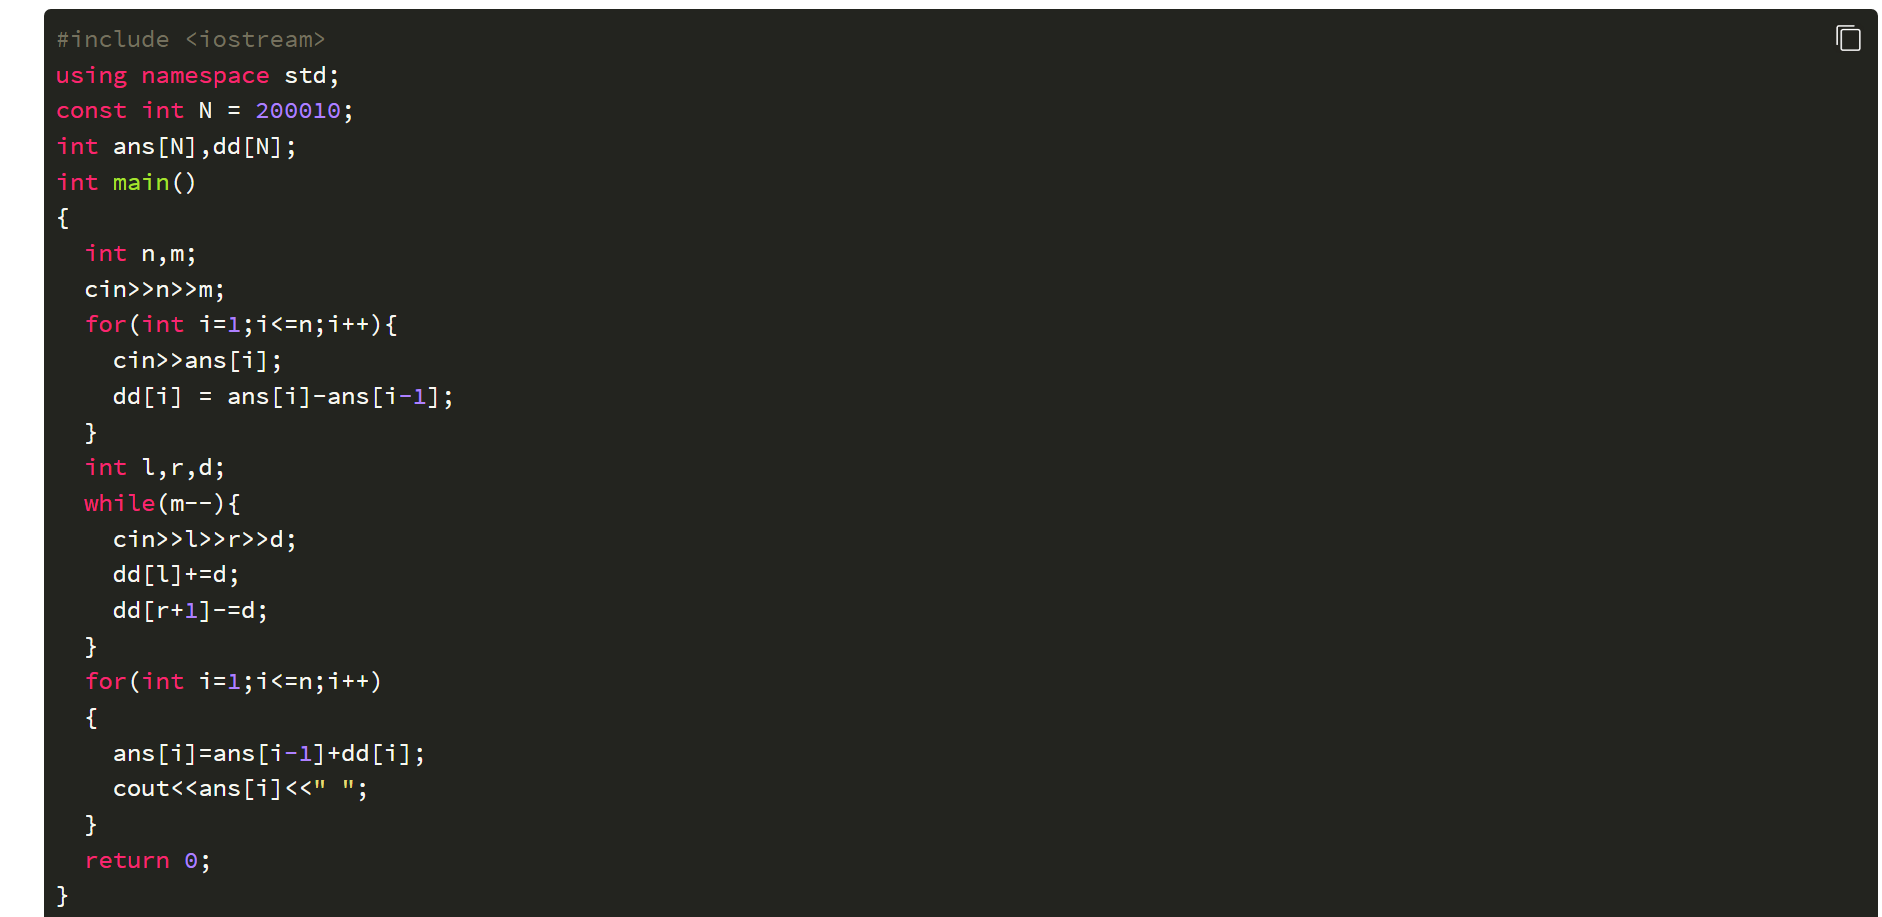 #include <iostream>
using namespace std;
const int N = 200010;
int ans[N],dd[N];
int main()
{
  int n,m;
  cin>>n>>m;
  for(int i=1;i<=n;i++){
    cin>>ans[i];
    dd[i] = ans[i]-ans[i-1];
  }
  int l,r,d;
  while(m--){
    cin>>l>>r>>d;
    dd[l]+=d;
    dd[r+1]-=d;
  }
  for(int i=1;i<=n;i++)
  {
    ans[i]=ans[i-1]+dd[i];
    cout<<ans[i]<<" ";
  }
  return 0;
}